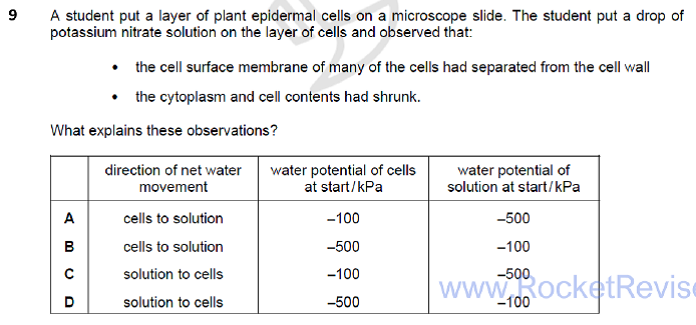 9 A student put a layer of plant epidermal cells on a microscope slide. The student put a drop of
potassium nitrate solution on the layer of cells and observed that:
• the cell surface membrane of many of the cells had separated from the cell wall
• the cytoplasm and cell contents had shrunk.
What explains these observations?
direction of net water movement | water potential of cells at start/kPa | water potential of solution at start/kPa
A cells to solution –100 –500
B cells to solution –500 –100
C solution to cells –100 –500
D solution to cells –500 –100
www.RocketRevise